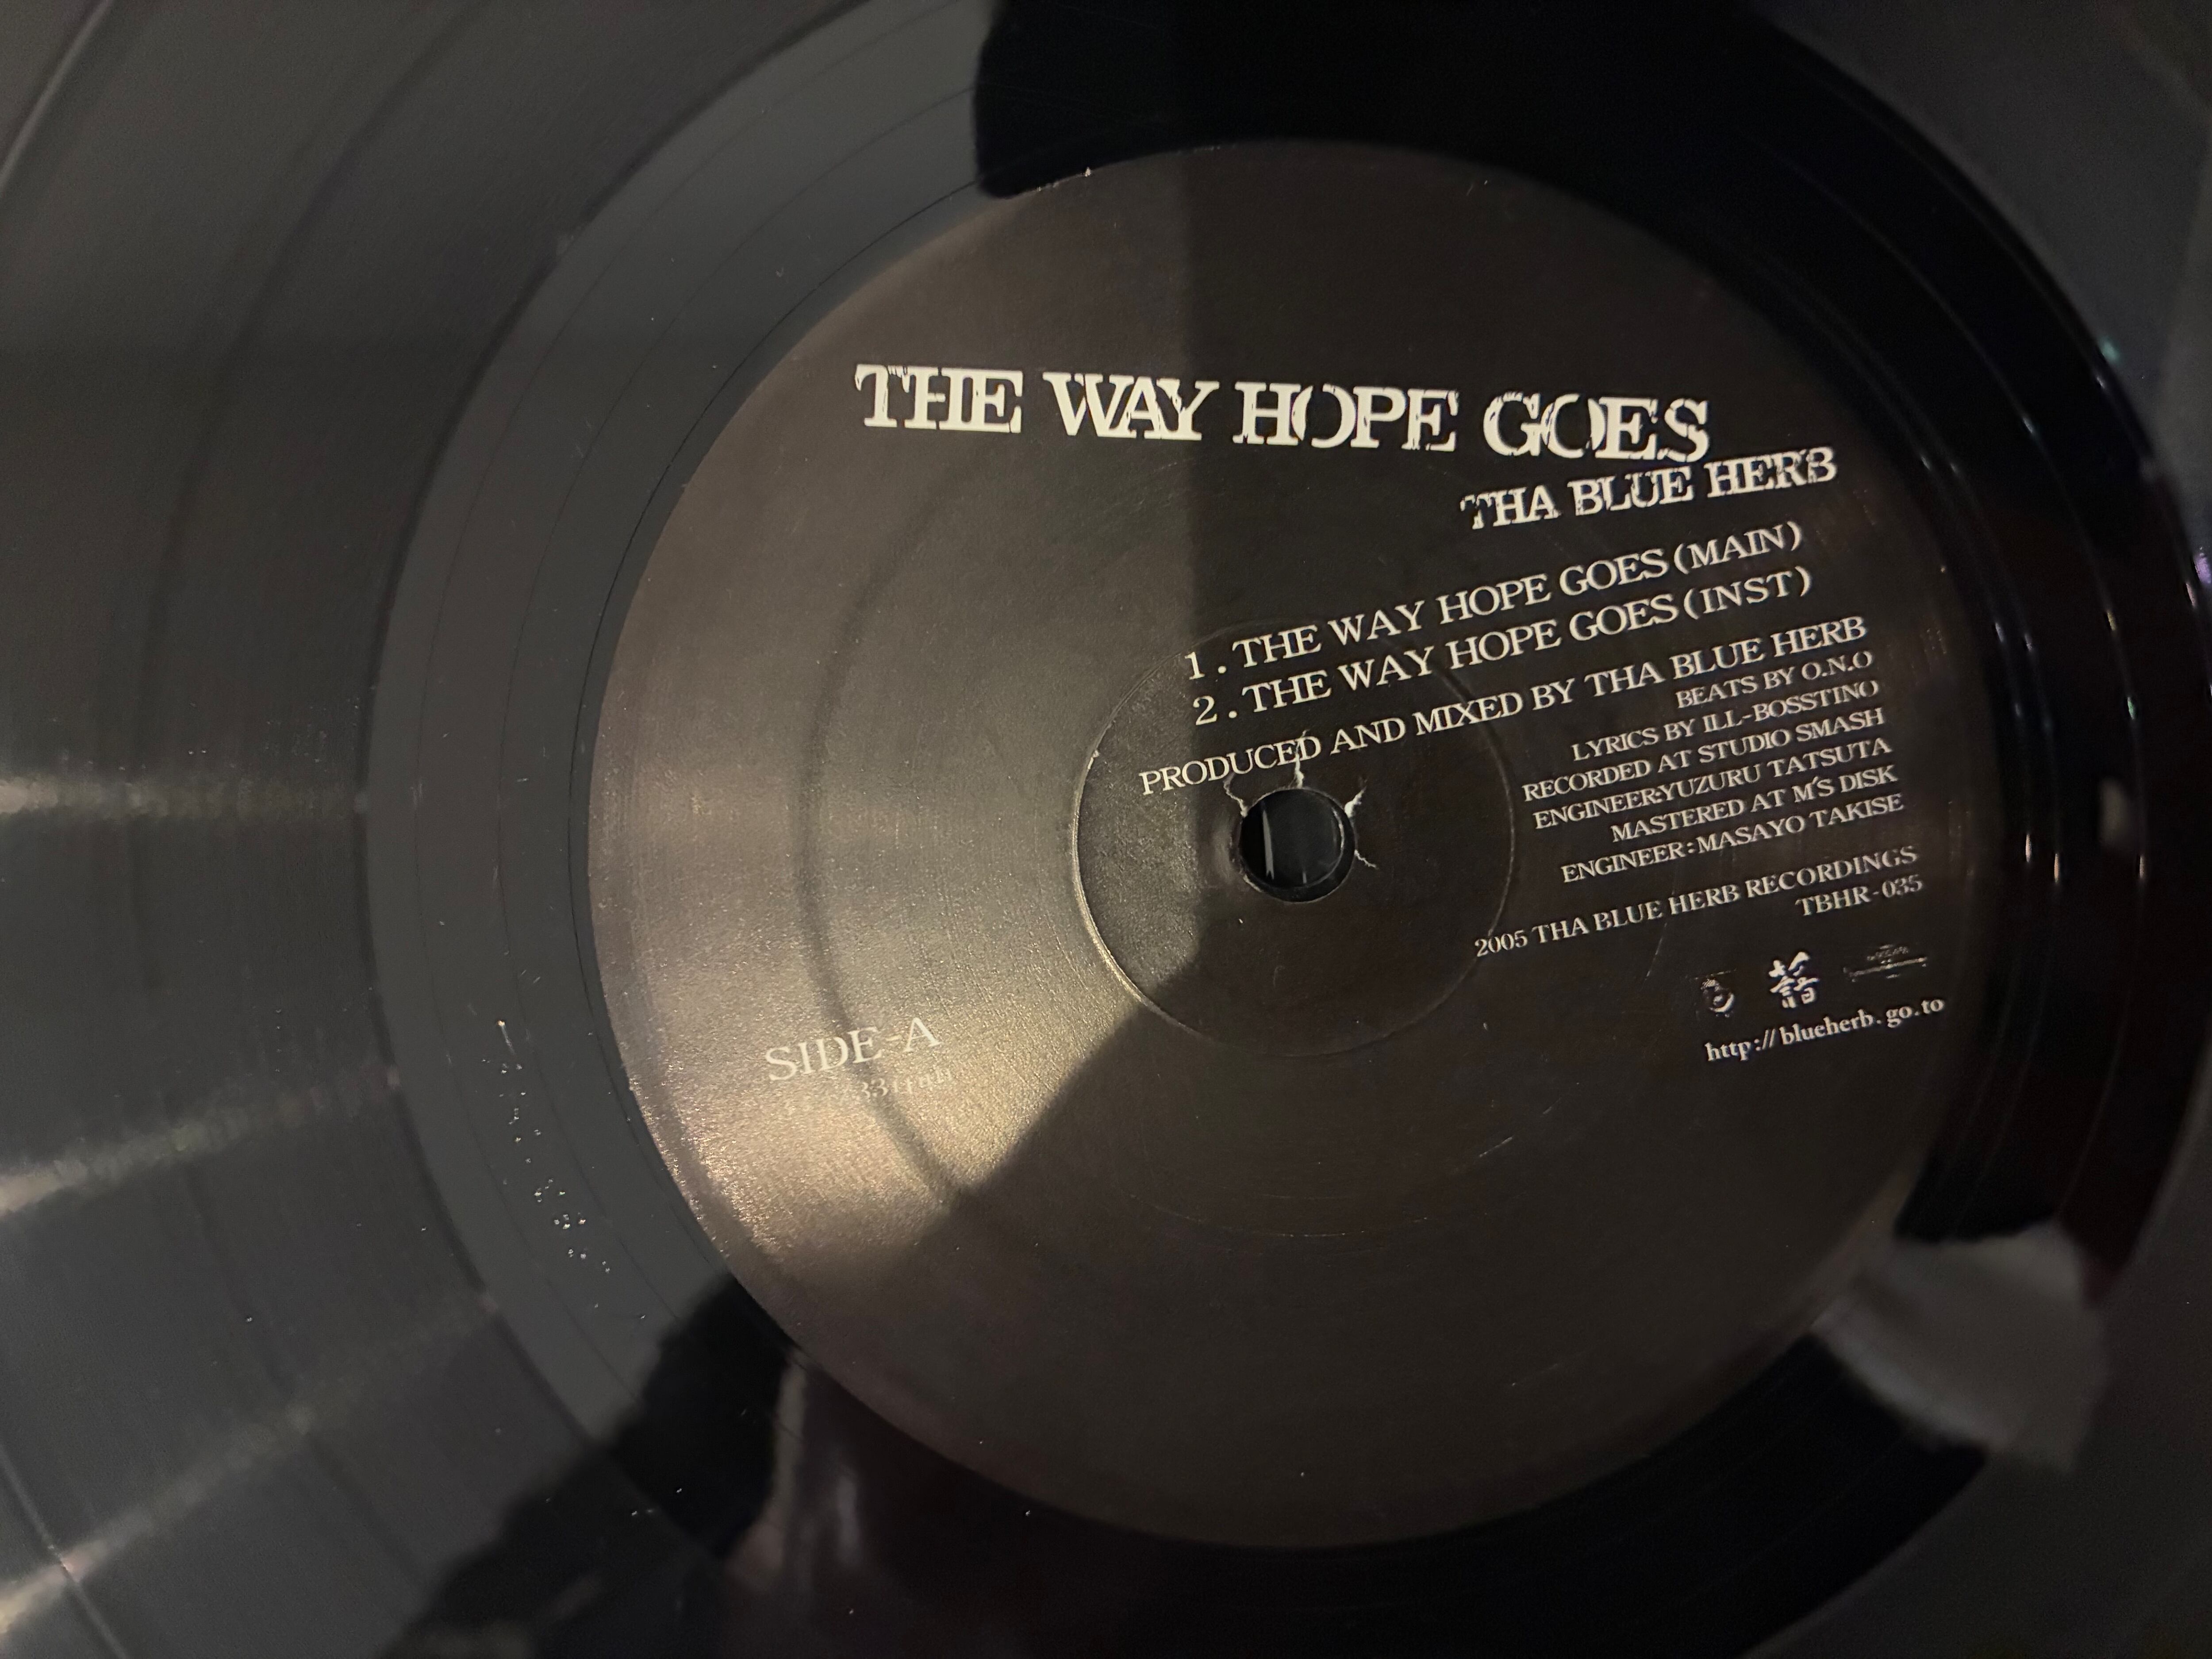 THE WAY HOPE GOES
THA BLUE HERB
1. THE WAY HOPE GOES (MAIN)
2. THE WAY HOPE GOES (INST)
PRODUCED AND MIXED BY THA BLUE HERB
BEATS BY O.N.O
LYRICS BY ILL-BOSSTINO
RECORDED AT STUDIO SMASH
ENGINEER:YUZURU TATSUTA
MASTERED AT M'S DISK
ENGINEER:MASAYO TAKISE
2005 THA BLUE HERB RECORDINGS
TBHR-035
http://blueherb.go.to
SIDE-A